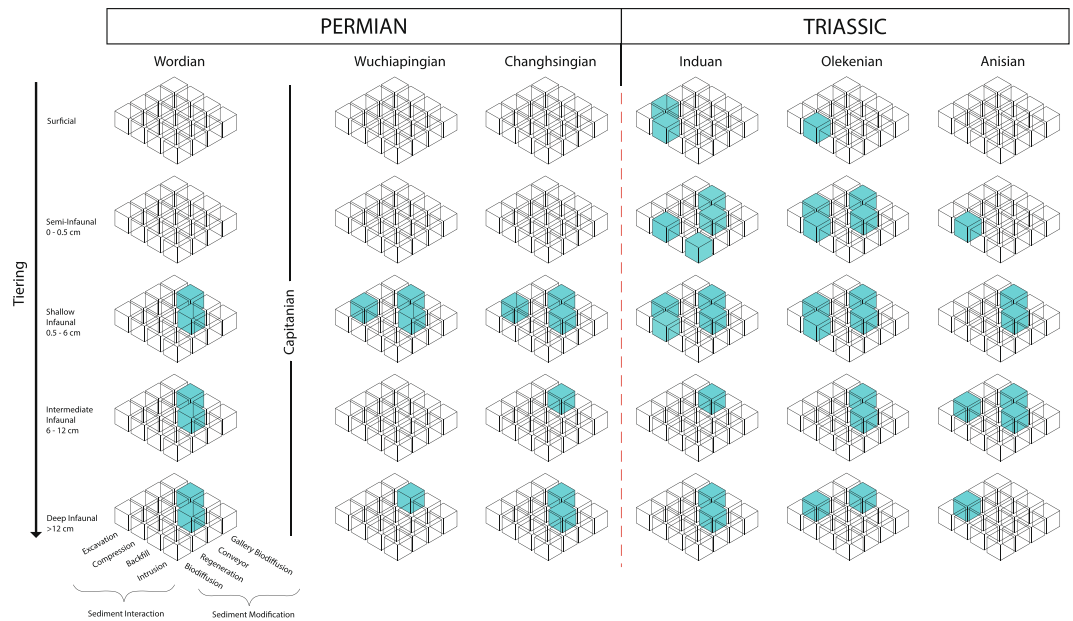 PERMIAN
TRIASSIC
Wordian
Wuchiapingian
Changhsingian
Induan
Olekenian
Anisian
Tiering
Surficial
Semi-Infaunal
0 - 0.5 cm
Shallow
Infaunal
0.5 - 6 cm
Capitanian
Intermediate
Infaunal
6 - 12 cm
Deep Infaunal
>12 cm
Excavation
Compression
Backfill
Intrusion
Gallery Biodiffusion
Conveyor
Regeneration
Biodiffusion
Sediment Interaction
Sediment Modification